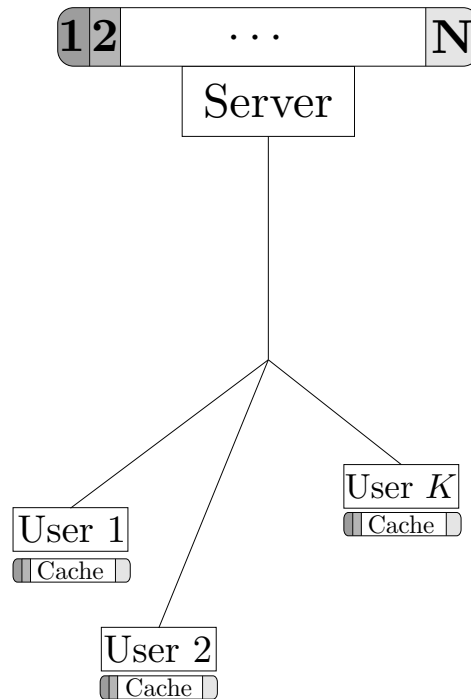 1 2 ··· N
Server
User K
Cache
User 1
Cache
User 2
Cache